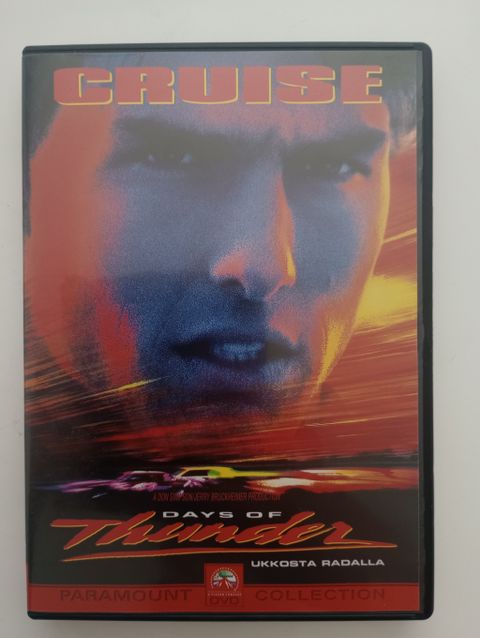 CRUISE
A DON SIMPSON/JERRY BRUCKHEIMER PRODUCTION
DAYS OF
Thunder
UKKOSTA RADALLA
PARAMOUNT DVD COLLECTION